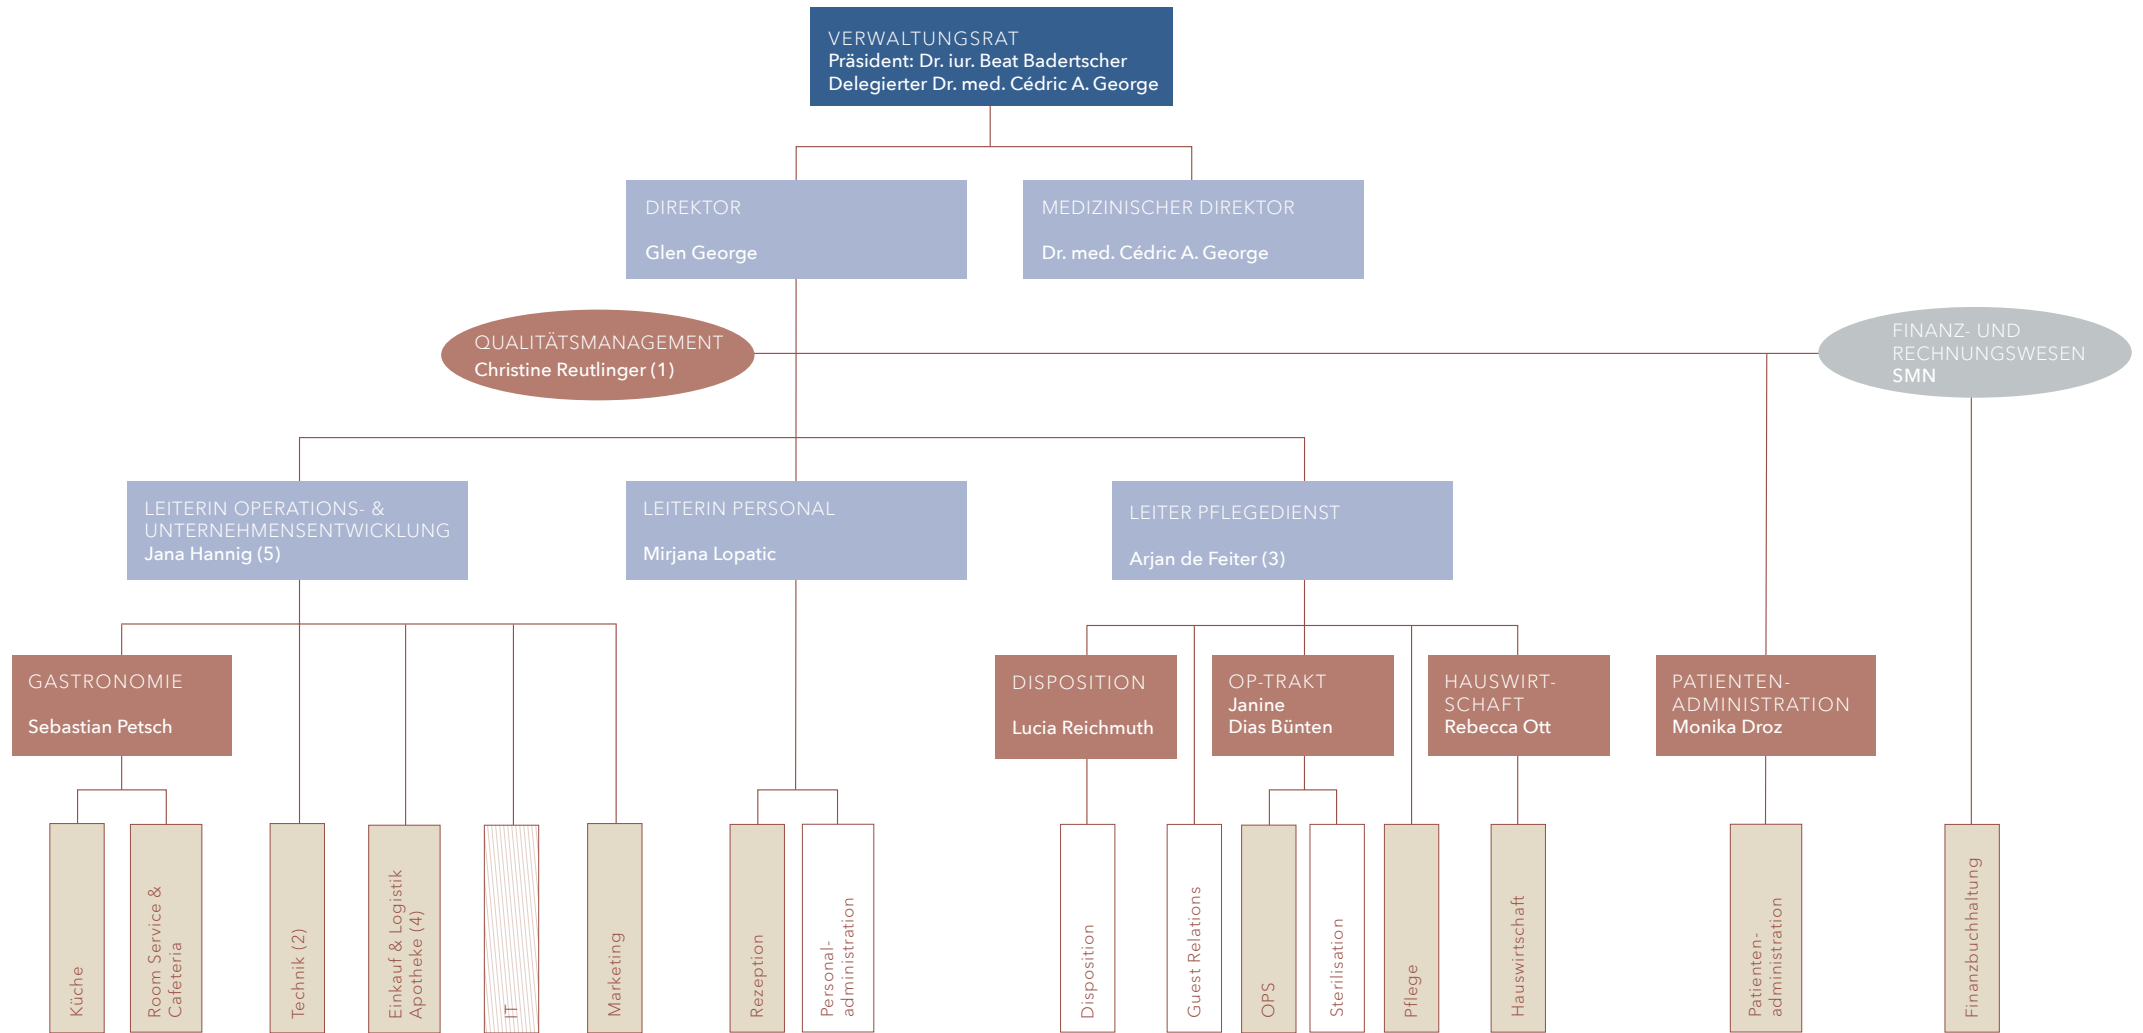 VERWALTUNGSRAT
Präsident: Dr. iur. Beat Badertscher
Delegierter Dr. med. Cédric A. George
DIREKTOR
Glen George
MEDIZINISCHER DIREKTOR
Dr. med. Cédric A. George
QUALITÄTSMANAGEMENT
Christine Reutlinger (1)
FINANZ- UND
RECHNUNGSWESEN
SMN
LEITERIN OPERATIONS- &
UNTERNEHMENSENTWICKLUNG
Jana Hannig (5)
LEITERIN PERSONAL
Mirjana Lopatic
LEITER PFLEGEDIENST
Arjan de Feiter (3)
GASTRONOMIE
Sebastian Petsch
DISPOSITION
Lucia Reichmuth
OP-TRAKT
Janine
Dias Bünten
HAUSWIRT-
SCHAFT
Rebecca Ott
PATIENTEN-
ADMINISTRATION
Monika Droz
Küche
Room Service &
Cafeteria
Technik (2)
Einkauf & Logistik
Apotheke (4)
IT
Marketing
Rezeption
Personal-
administration
Disposition
Guest Relations
OPS
Sterilisation
Pflege
Hauswirtschaft
Patienten-
administration
Finanzbuchhaltung